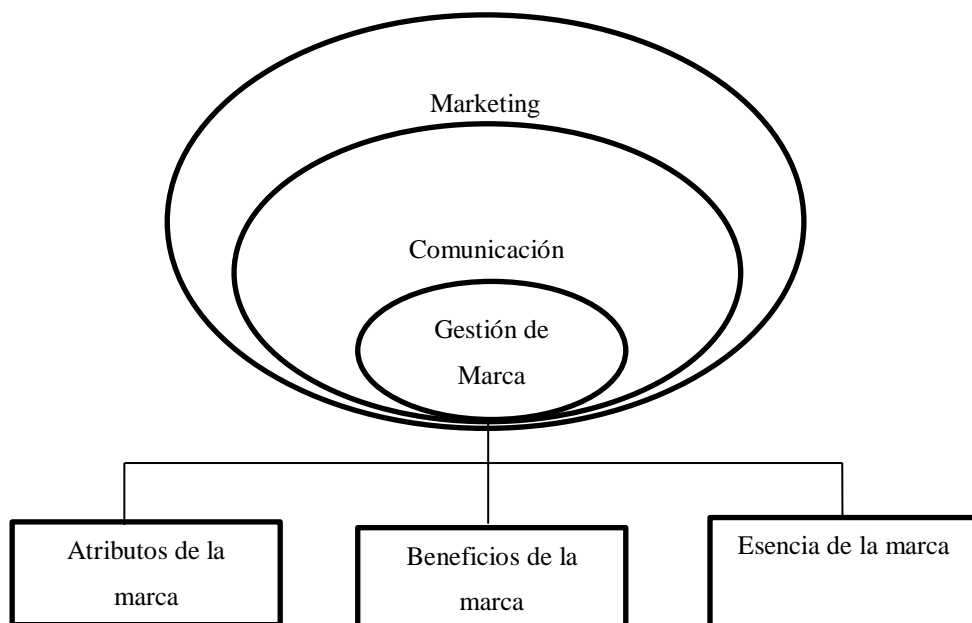 Marketing
Comunicación
Gestión de
Marca
Atributos de la
marca
Beneficios de la
marca
Esencia de la marca